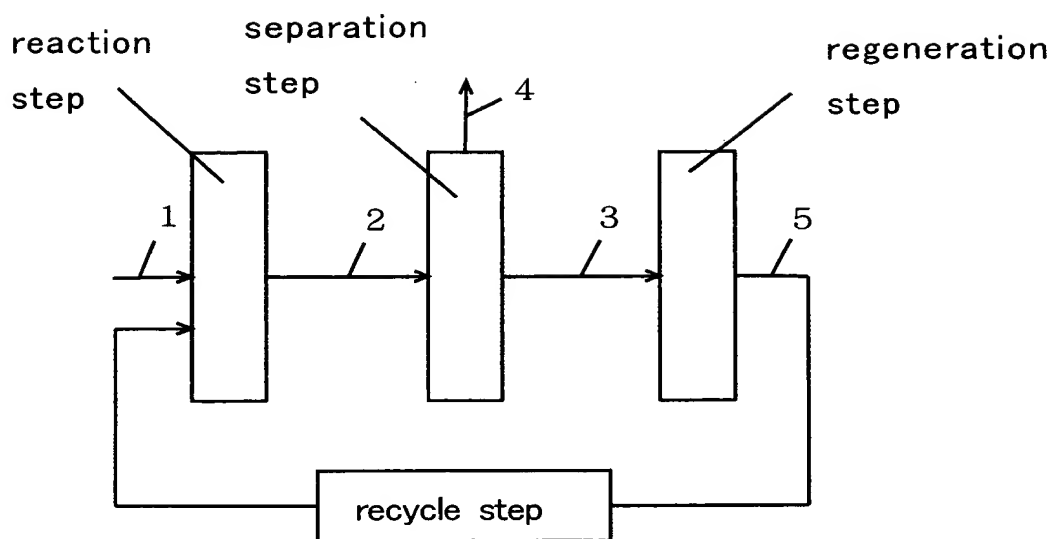 reaction
step
separation
step
regeneration
step
4
1
2
3
5
recycle step